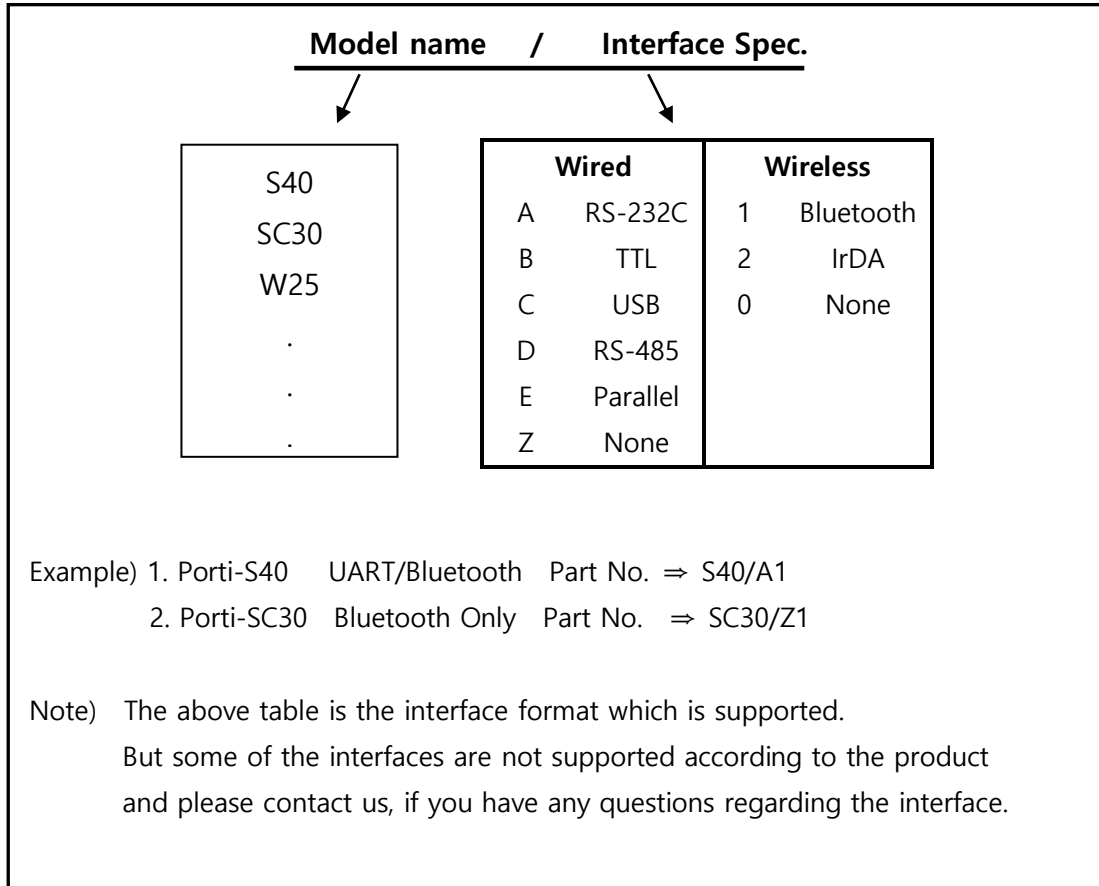 Model name / Interface Spec.
S40
SC30
W25
.
.
.
Wired Wireless
A RS-232C 1 Bluetooth
B TTL 2 IrDA
C USB 0 None
D RS-485
E Parallel
Z None
Example) 1. Porti-S40 UART/Bluetooth Part No. ⇒ S40/A1
2. Porti-SC30 Bluetooth Only Part No. ⇒ SC30/Z1
Note) The above table is the interface format which is supported.
But some of the interfaces are not supported according to the product
and please contact us, if you have any questions regarding the interface.